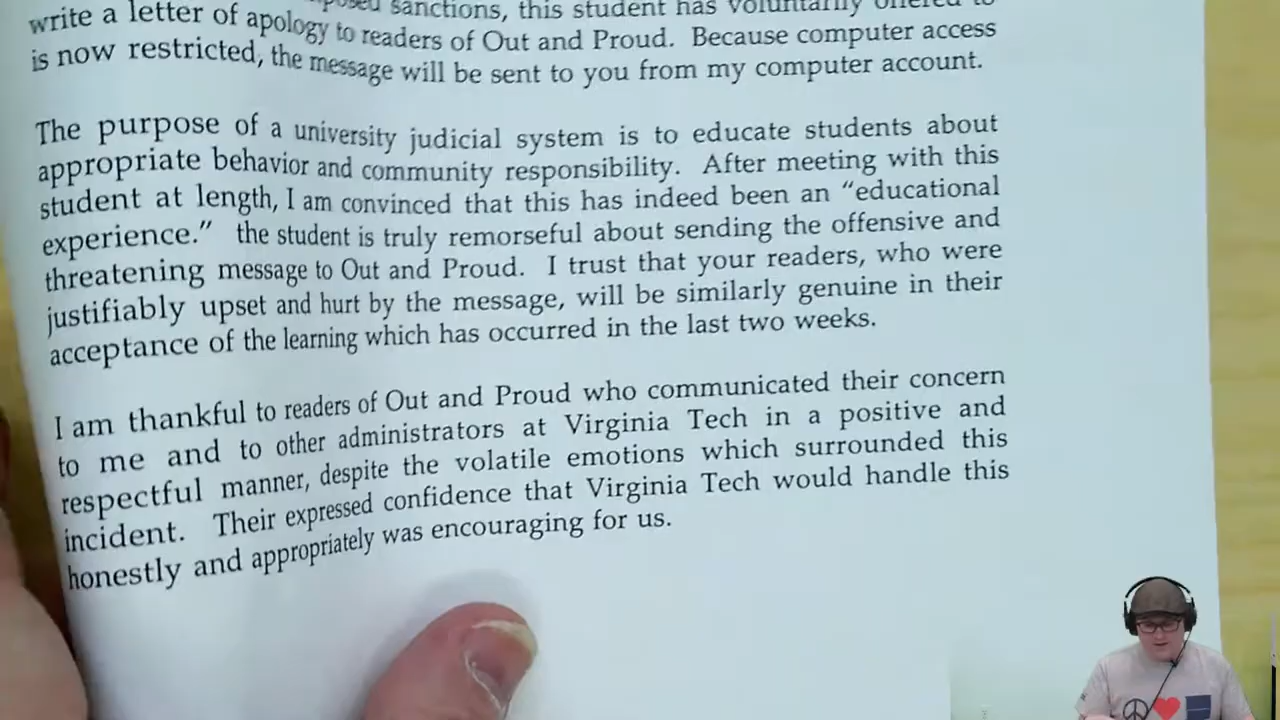 sanctions, this student has voluntarily offered to
write a letter of apology to readers of Out and Proud. Because computer access
is now restricted, the message will be sent to you from my computer account.
The purpose of a university judicial system is to educate students about
appropriate behavior and community responsibility. After meeting with this
student at length, I am convinced that this has indeed been an “educational
experience.” the student is truly remorseful about sending the offensive and
threatening message to Out and Proud. I trust that your readers, who were
justifiably upset and hurt by the message, will be similarly genuine in their
acceptance of the learning which has occurred in the last two weeks.
I am thankful to readers of Out and Proud who communicated their concern
to me and to other administrators at Virginia Tech in a positive and
respectful manner, despite the volatile emotions which surrounded this
incident. Their expressed confidence that Virginia Tech would handle this
honestly and appropriately was encouraging for us.